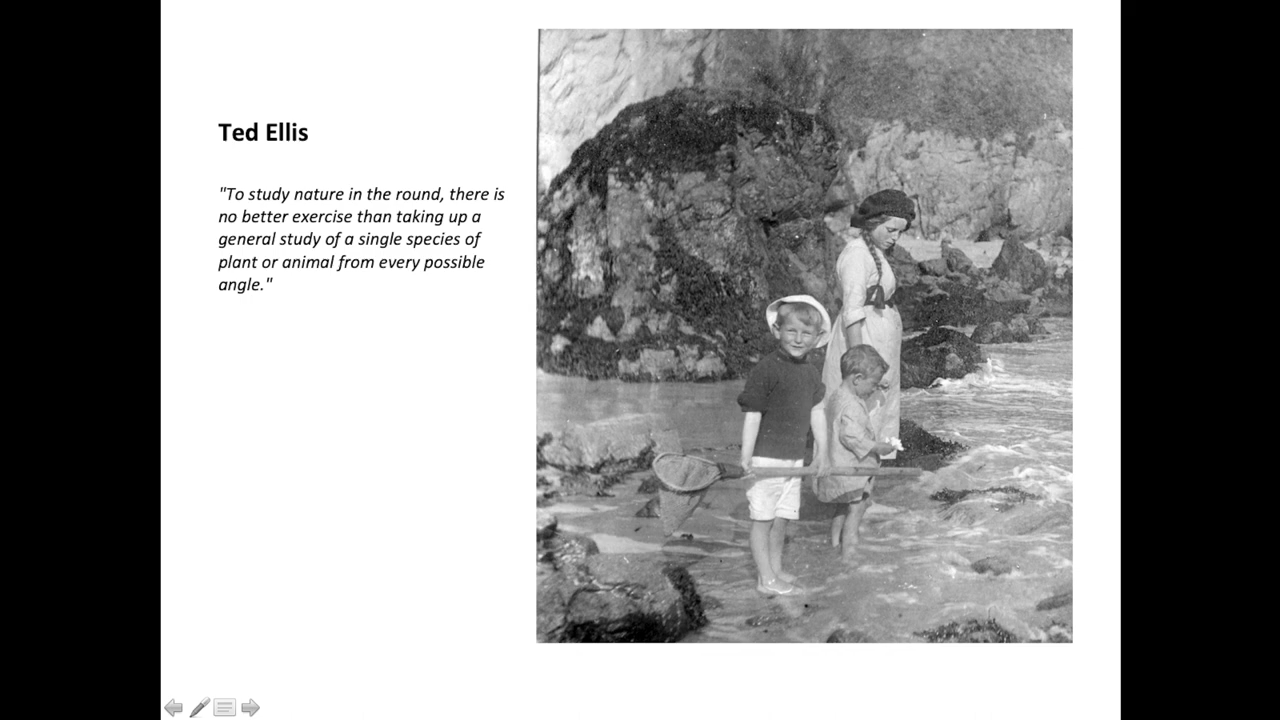 Ted Ellis
"To study nature in the round, there is
no better exercise than taking up a
general study of a single species of
plant or animal from every possible
angle."